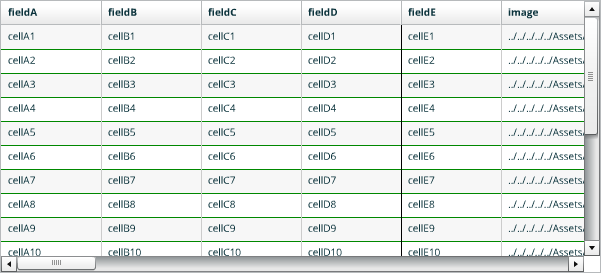 fieldA fieldB fieldC fieldD fieldE image
cellA1 cellB1 cellC1 cellD1 cellE1 ../../../../../Assets/
cellA2 cellB2 cellC2 cellD2 cellE2 ../../../../../Assets/
cellA3 cellB3 cellC3 cellD3 cellE3 ../../../../../Assets/
cellA4 cellB4 cellC4 cellD4 cellE4 ../../../../../Assets/
cellA5 cellB5 cellC5 cellD5 cellE5 ../../../../../Assets/
cellA6 cellB6 cellC6 cellD6 cellE6 ../../../../../Assets/
cellA7 cellB7 cellC7 cellD7 cellE7 ../../../../../Assets/
cellA8 cellB8 cellC8 cellD8 cellE8 ../../../../../Assets/
cellA9 cellB9 cellC9 cellD9 cellE9 ../../../../../Assets/
cellA10 cellB10 cellC10 cellD10 cellE10 ../../../../../Assets/